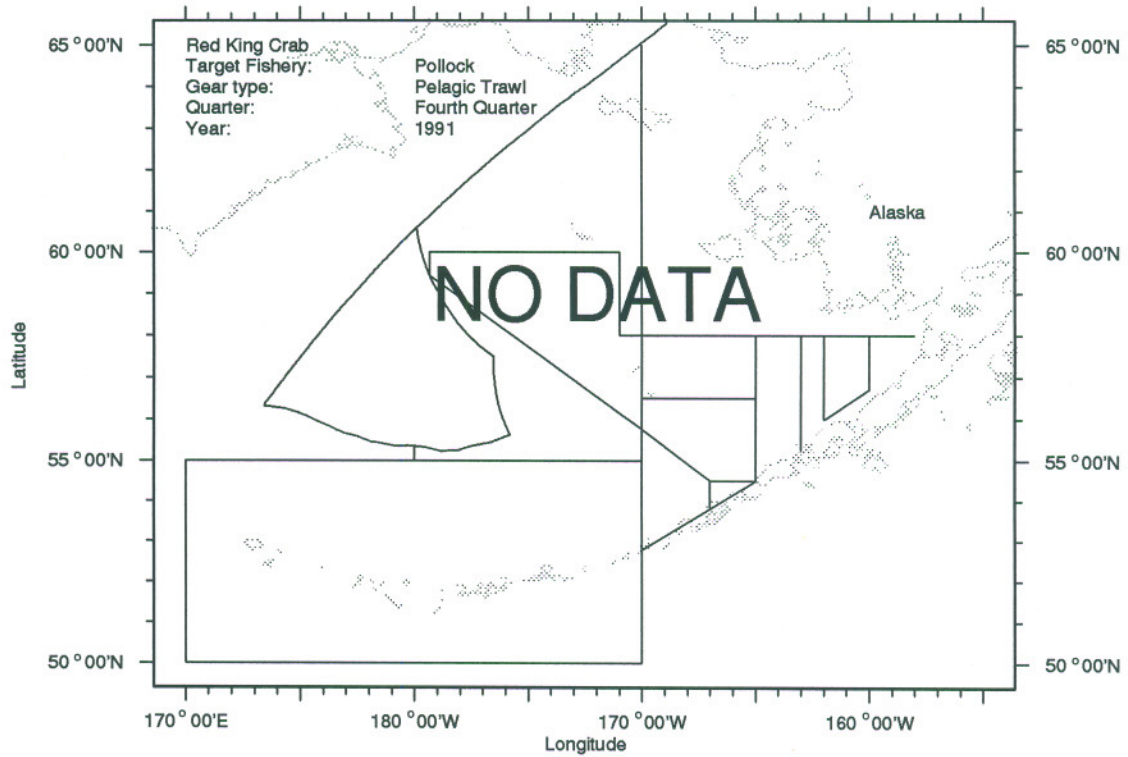 65°00'N
65°00'N
Red King Crab
Target Fishery: Pollock
Gear type: Pelagic Trawl
Quarter: Fourth Quarter
Year: 1991
Alaska
60°00'N
60°00'N
NO DATA
Latitude
55°00'N
55°00'N
50°00'N
50°00'N
170°00'E
180°00'W
170°00'W
160°00'W
Longitude